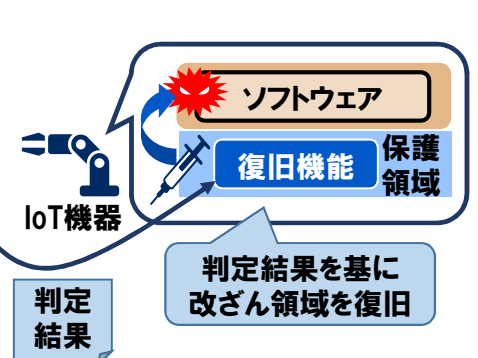 ソフトウェア
復旧機能
保護
領域
IoT機器
判定結果を基に
改ざん領域を復旧
判定
結果